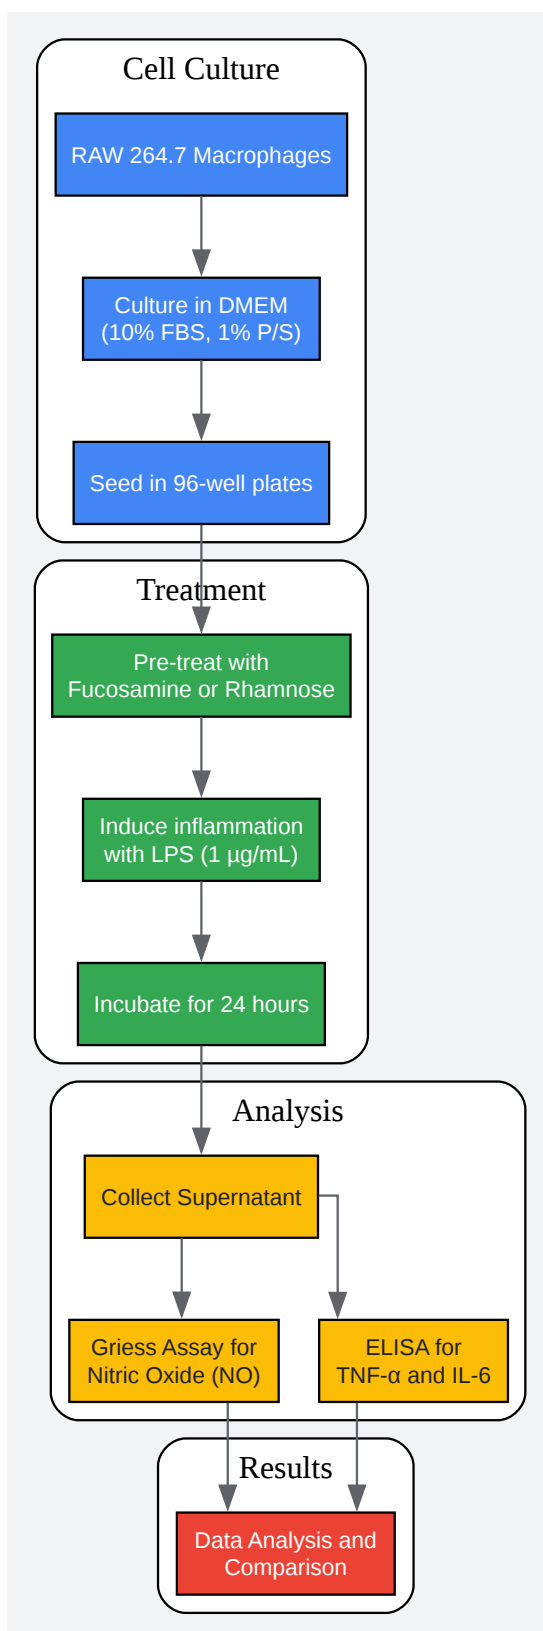 Cell Culture
RAW 264.7 Macrophages
Culture in DMEM
(10% FBS, 1% P/S)
Seed in 96-well plates
Treatment
Pre-treat with
Fucosamine or Rhamnose
Induce inflammation
with LPS (1 µg/mL)
Incubate for 24 hours
Analysis
Collect Supernatant
Griess Assay for
Nitric Oxide (NO)
ELISA for
TNF-α and IL-6
Results
Data Analysis and
Comparison